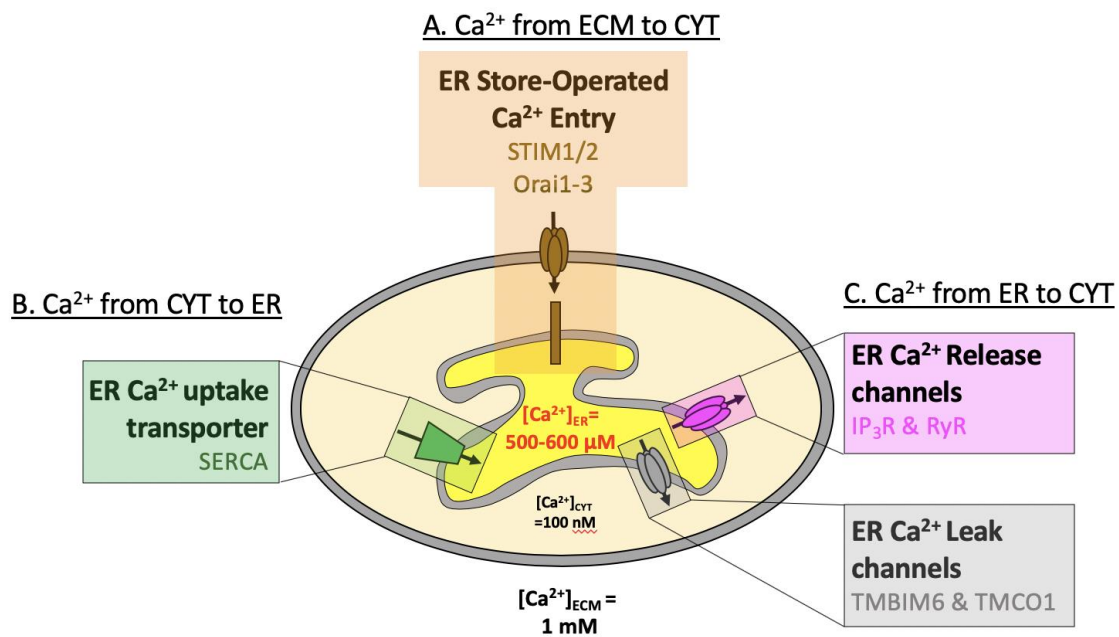 A. Ca²⁺ from ECM to CYT
ER Store-Operated
Ca²⁺ Entry
STIM1/2
Orai1-3
B. Ca²⁺ from CYT to ER
ER Ca²⁺ uptake
transporter
SERCA
C. Ca²⁺ from ER to CYT
ER Ca²⁺ Release
channels
IP₃R & RyR
[Ca²⁺]ER=
500-600 µM
[Ca²⁺]CYT
=100 nM
ER Ca²⁺ Leak
channels
TMBIM6 & TMCO1
[Ca²⁺]ECM =
1 mM